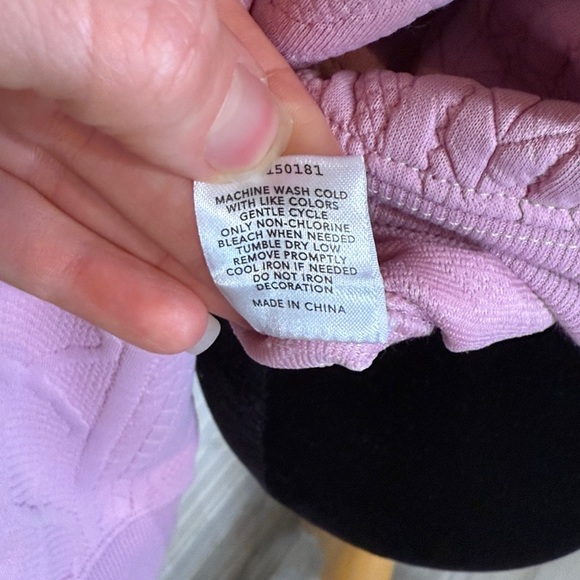 150181
MACHINE WASH COLD
WITH LIKE COLORS
GENTLE CYCLE
ONLY NON-CHLORINE
BLEACH WHEN NEEDED
TUMBLE DRY LOW
REMOVE PROMPTLY
COOL IRON IF NEEDED
DO NOT IRON
DECORATION
MADE IN CHINA